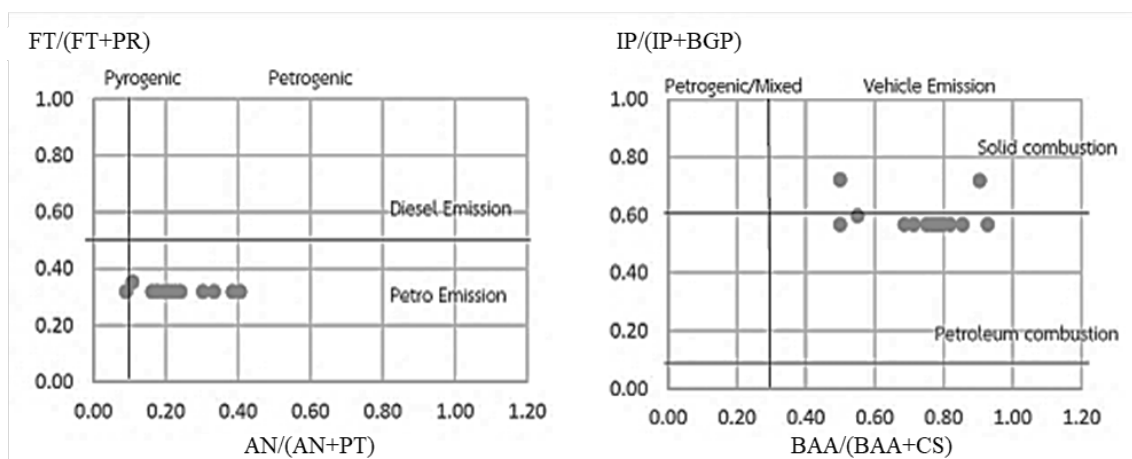 FT/(FT+PR)
Pyrogenic Petrogenic
1.00
0.80
0.60
Diesel Emission
0.40
Petro Emission
0.20
0.00
0.00 0.20 0.40 0.80 0.80 1.00 1.20
AN/(AN+PT)
IP/(IP+BGP)
Petrogenic/Mixed Vehicle Emission
1.00
Solid combustion
0.80
0.60
0.40
0.20
Petroleum combustion
0.00
0.00 0.20 0.40 0.60 0.80 1.00 1.20
BAA/(BAA+CS)